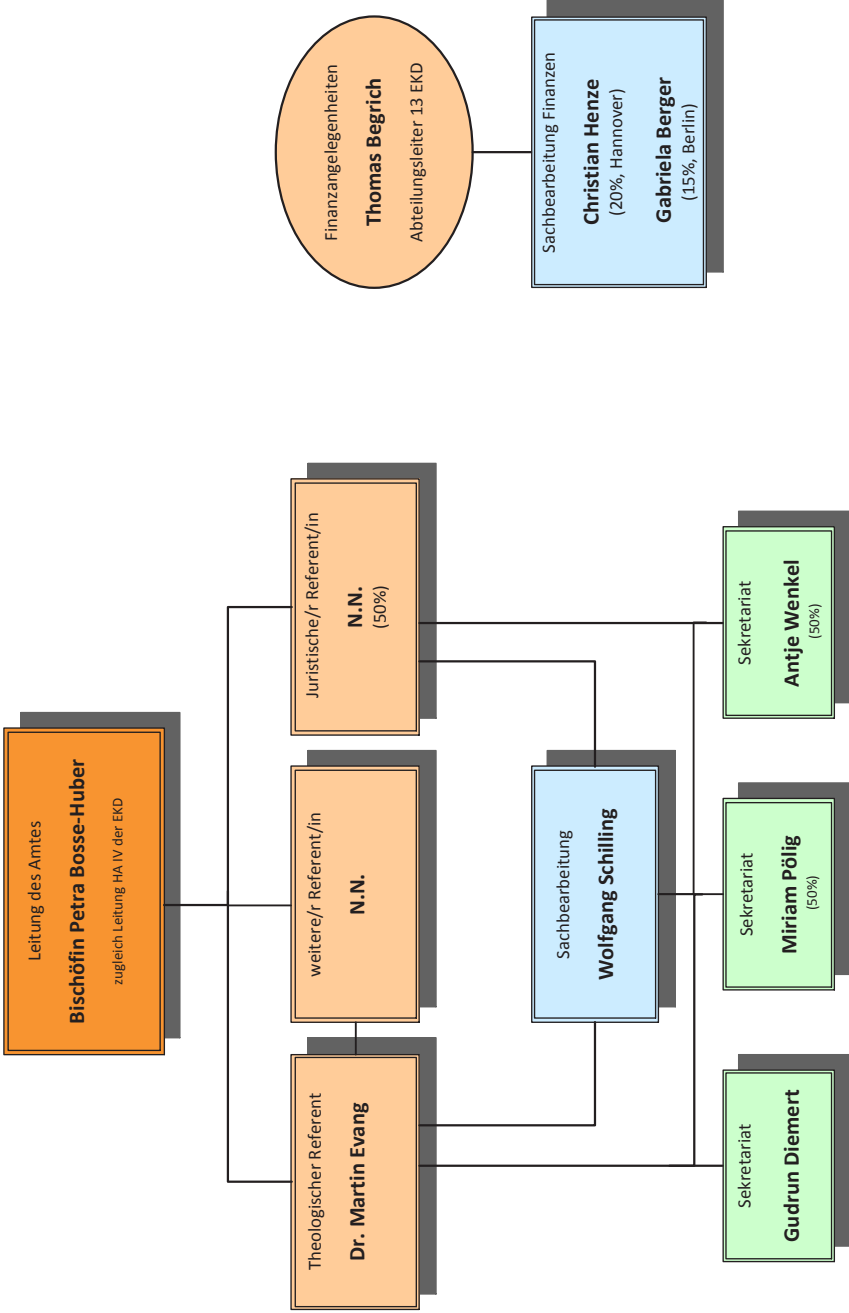 Leitung des Amtes
Bischöfin Petra Bosse-Huber
zugleich Leitung HA IV der EKD
Theologischer Referent
Dr. Martin Evang
weitere/r Referent/in
N.N.
Juristische/r Referent/in
N.N.
(50%)
Finanzangelegenheiten
Thomas Begrich
Abteilungsleiter 13 EKD
Sachbearbeitung
Wolfgang Schilling
Sachbearbeitung Finanzen
Christian Henze
(20%, Hannover)
Gabriela Berger
(15%, Berlin)
Sekretariat
Gudrun Diemert
Sekretariat
Miriam Pölig
(50%)
Sekretariat
Antje Wenkel
(50%)